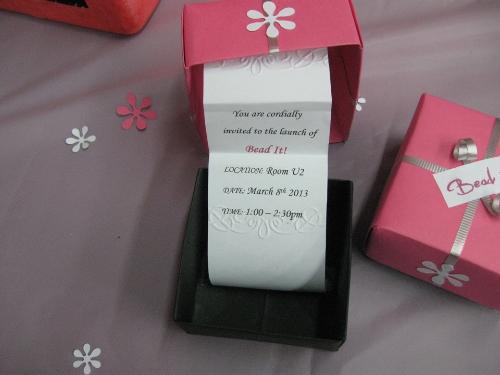 You are cordially
invited to the launch of
Bead It!
LOCATION: Room U2
DATE: March 8th 2013
TIME: 1:00 – 2:30pm
Bead